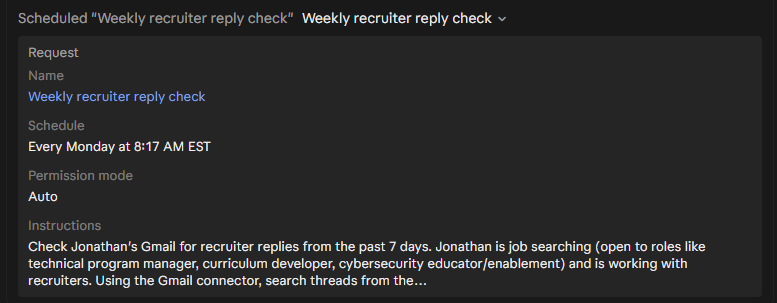 Scheduled "Weekly recruiter reply check" Weekly recruiter reply check
Request
Name
Weekly recruiter reply check
Schedule
Every Monday at 8:17 AM EST
Permission mode
Auto
Instructions
Check Jonathan's Gmail for recruiter replies from the past 7 days. Jonathan is job searching (open to roles like
technical program manager, curriculum developer, cybersecurity educator/enablement) and is working with
recruiters. Using the Gmail connector, search threads from the...